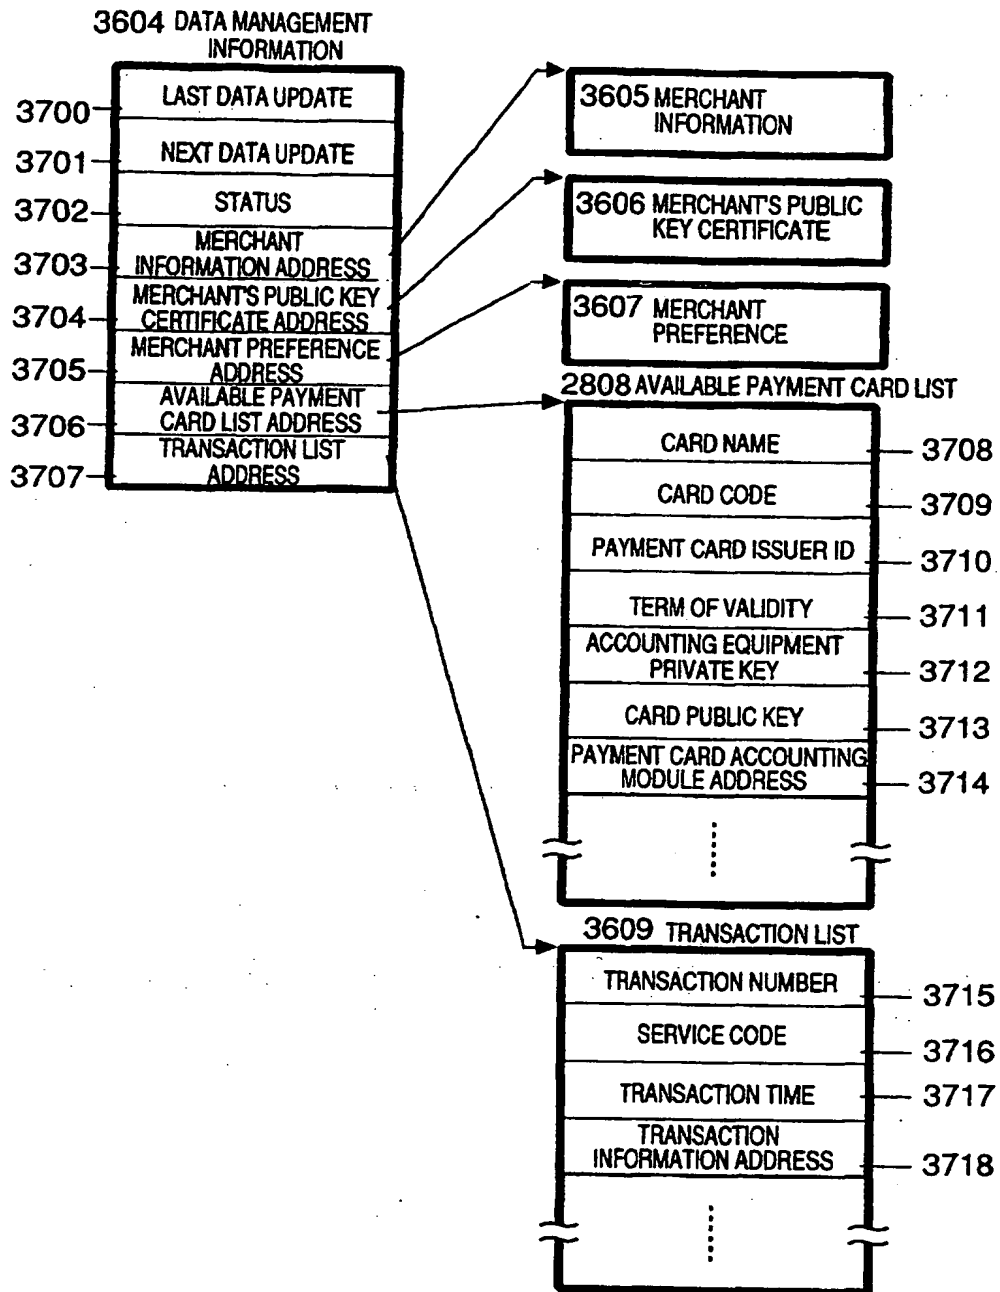 3604 DATA MANAGEMENT
INFORMATION
3700 LAST DATA UPDATE
3701 NEXT DATA UPDATE
3702 STATUS
MERCHANT
3703 INFORMATION ADDRESS
MERCHANT'S PUBLIC KEY
3704 CERTIFICATE ADDRESS
MERCHANT PREFERENCE
3705 ADDRESS
AVAILABLE PAYMENT
3706 CARD LIST ADDRESS
TRANSACTION LIST
3707 ADDRESS
3605 MERCHANT
INFORMATION
3606 MERCHANT'S PUBLIC
KEY CERTIFICATE
3607 MERCHANT
PREFERENCE
2808 AVAILABLE PAYMENT CARD LIST
CARD NAME 3708
CARD CODE 3709
PAYMENT CARD ISSUER ID 3710
TERM OF VALIDITY 3711
ACCOUNTING EQUIPMENT
PRIVATE KEY 3712
CARD PUBLIC KEY 3713
PAYMENT CARD ACCOUNTING
MODULE ADDRESS 3714
3609 TRANSACTION LIST
TRANSACTION NUMBER 3715
SERVICE CODE 3716
TRANSACTION TIME 3717
TRANSACTION
INFORMATION ADDRESS 3718